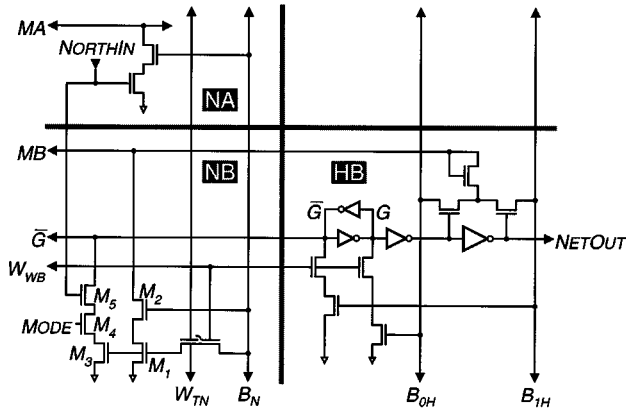 MA
NORTHIN
NA
MB
NB
HB
G̅
G
G̅
NETOUT
W_WB
M₅
M₂
MODE
M₄
M₃
M₁
W_TN
B_N
B_0H
B_1H